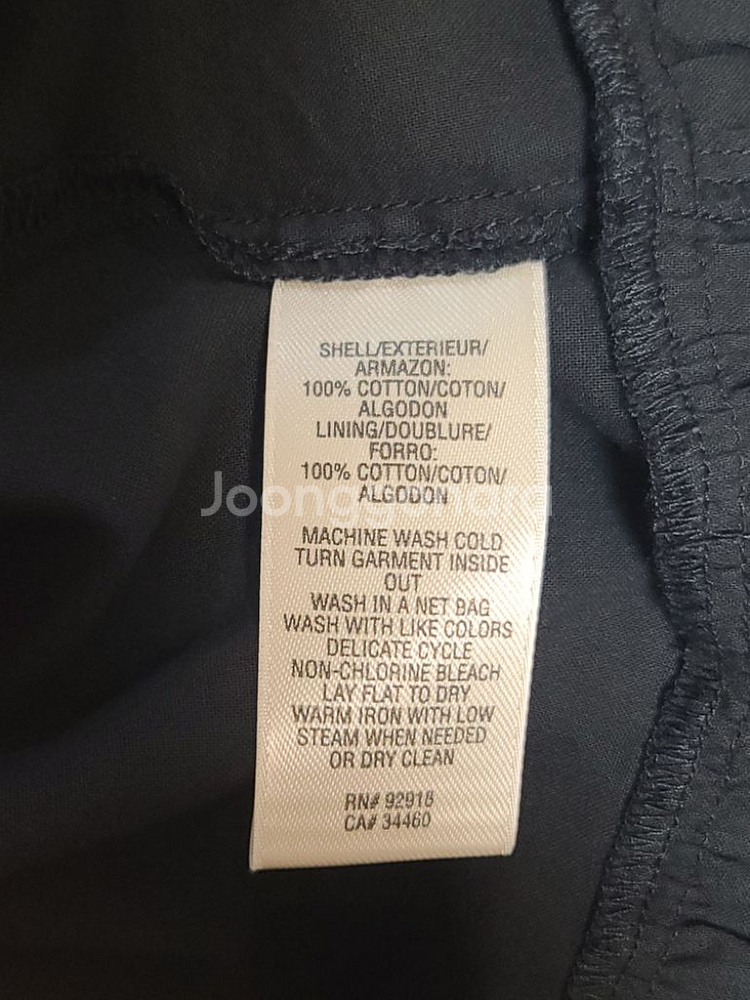 SHELL/EXTERIEUR/
ARMAZON:
100% COTTON/COTON/
ALGODON
LINING/DOUBLURE/
FORRO:
100% COTTON/COTON/
ALGODON
Joonggonara
MACHINE WASH COLD
TURN GARMENT INSIDE
OUT
WASH IN A NET BAG
WASH WITH LIKE COLORS
DELICATE CYCLE
NON-CHLORINE BLEACH
LAY FLAT TO DRY
WARM IRON WITH LOW
STEAM WHEN NEEDED
OR DRY CLEAN
RN# 92918
CA# 34460